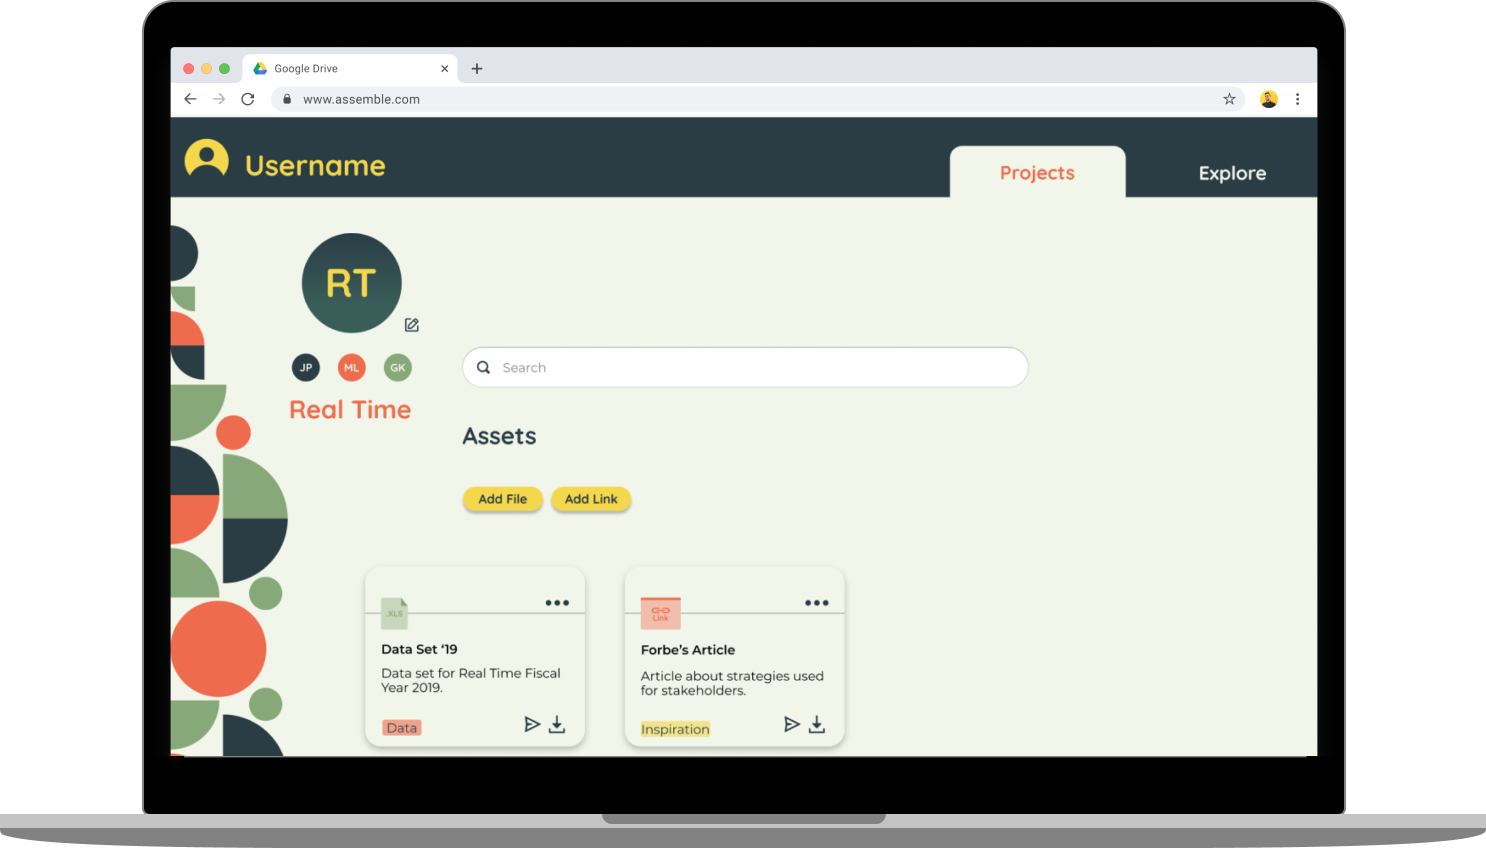 Google Drive
www.assemble.com
Username
Projects
Explore
RT
JP ML GK
Real Time
Search
Assets
Add File
Add Link
.XLS
Data Set ‘19
Data set for Real Time Fiscal
Year 2019.
Data
Link
Forbe’s Article
Article about strategies used
for stakeholders.
Inspiration